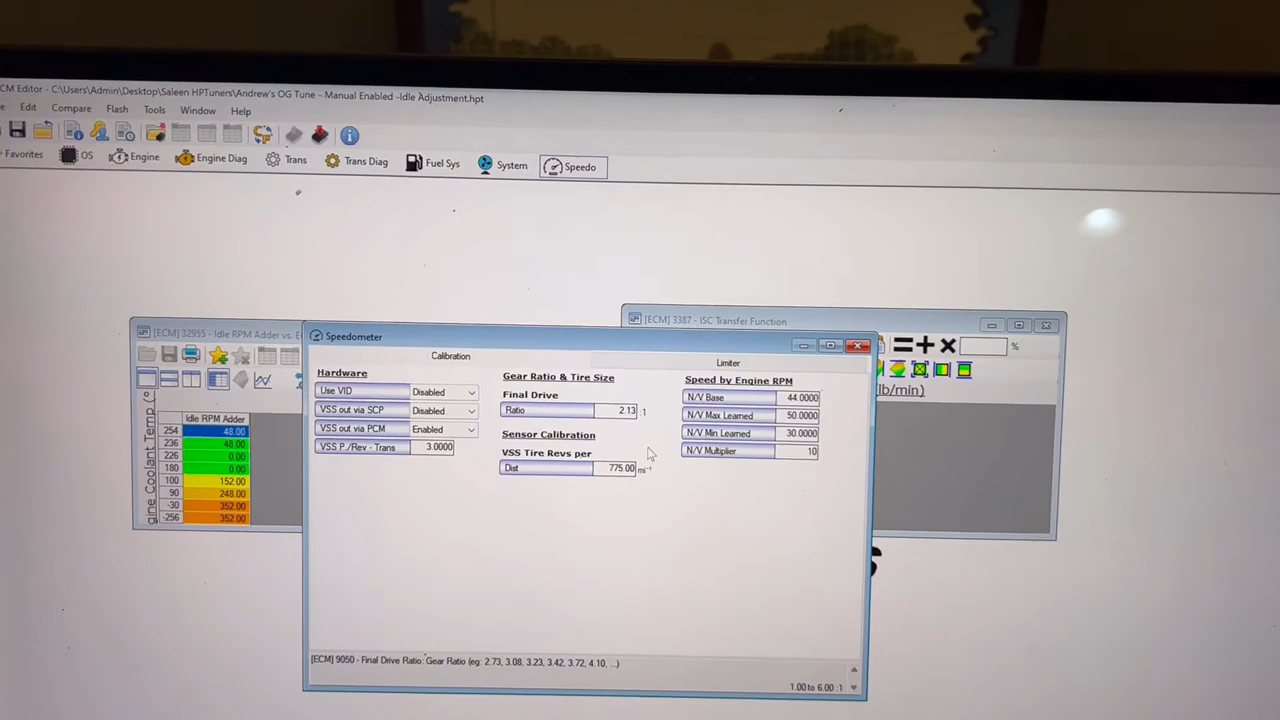 CM Editor - C:\Users\Admin\Desktop\Saleen HPTuners\Andrew's OG Tune - Manual Enabled -Idle Adjustment.hpt
Edit Compare Flash Tools Window Help
Favorites OS Engine Engine Diag Trans Trans Diag Fuel Sys System Speedo
[ECM] 32955 - Idle RPM Adder vs. E
[ECM] 3387 - ISC Transfer Function
%
(lb/min)
gine Coolant Temp. (°
Idle RPM Adder
254 48.00
236 48.00
226 0.00
180 0.00
100 152.00
90 248.00
-30 352.00
-256 352.00
Speedometer
Calibration Limiter
Hardware
Use VID Disabled
VSS out via SCP Disabled
VSS out via PCM Enabled
VSS P./Rev - Trans 3.0000
Gear Ratio & Tire Size
Final Drive
Ratio 2.13 :1
Sensor Calibration
VSS Tire Revs per
Dist 775.00 mi⁻¹
Speed by Engine RPM
N/V Base 44.0000
N/V Max Learned 50.0000
N/V Min Learned 30.0000
N/V Multiplier 10
[ECM] 9050 - Final Drive Ratio: Gear Ratio (eg: 2.73, 3.08, 3.23, 3.42, 3.72, 4.10, ...)
1.00 to 6.00 :1